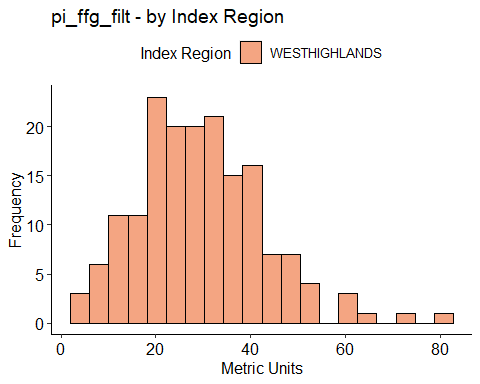 pi_ffg_filt - by Index Region
Index Region WESTHIGHLANDS
Frequency
20
15
10
5
0
0 20 40 60 80
Metric Units